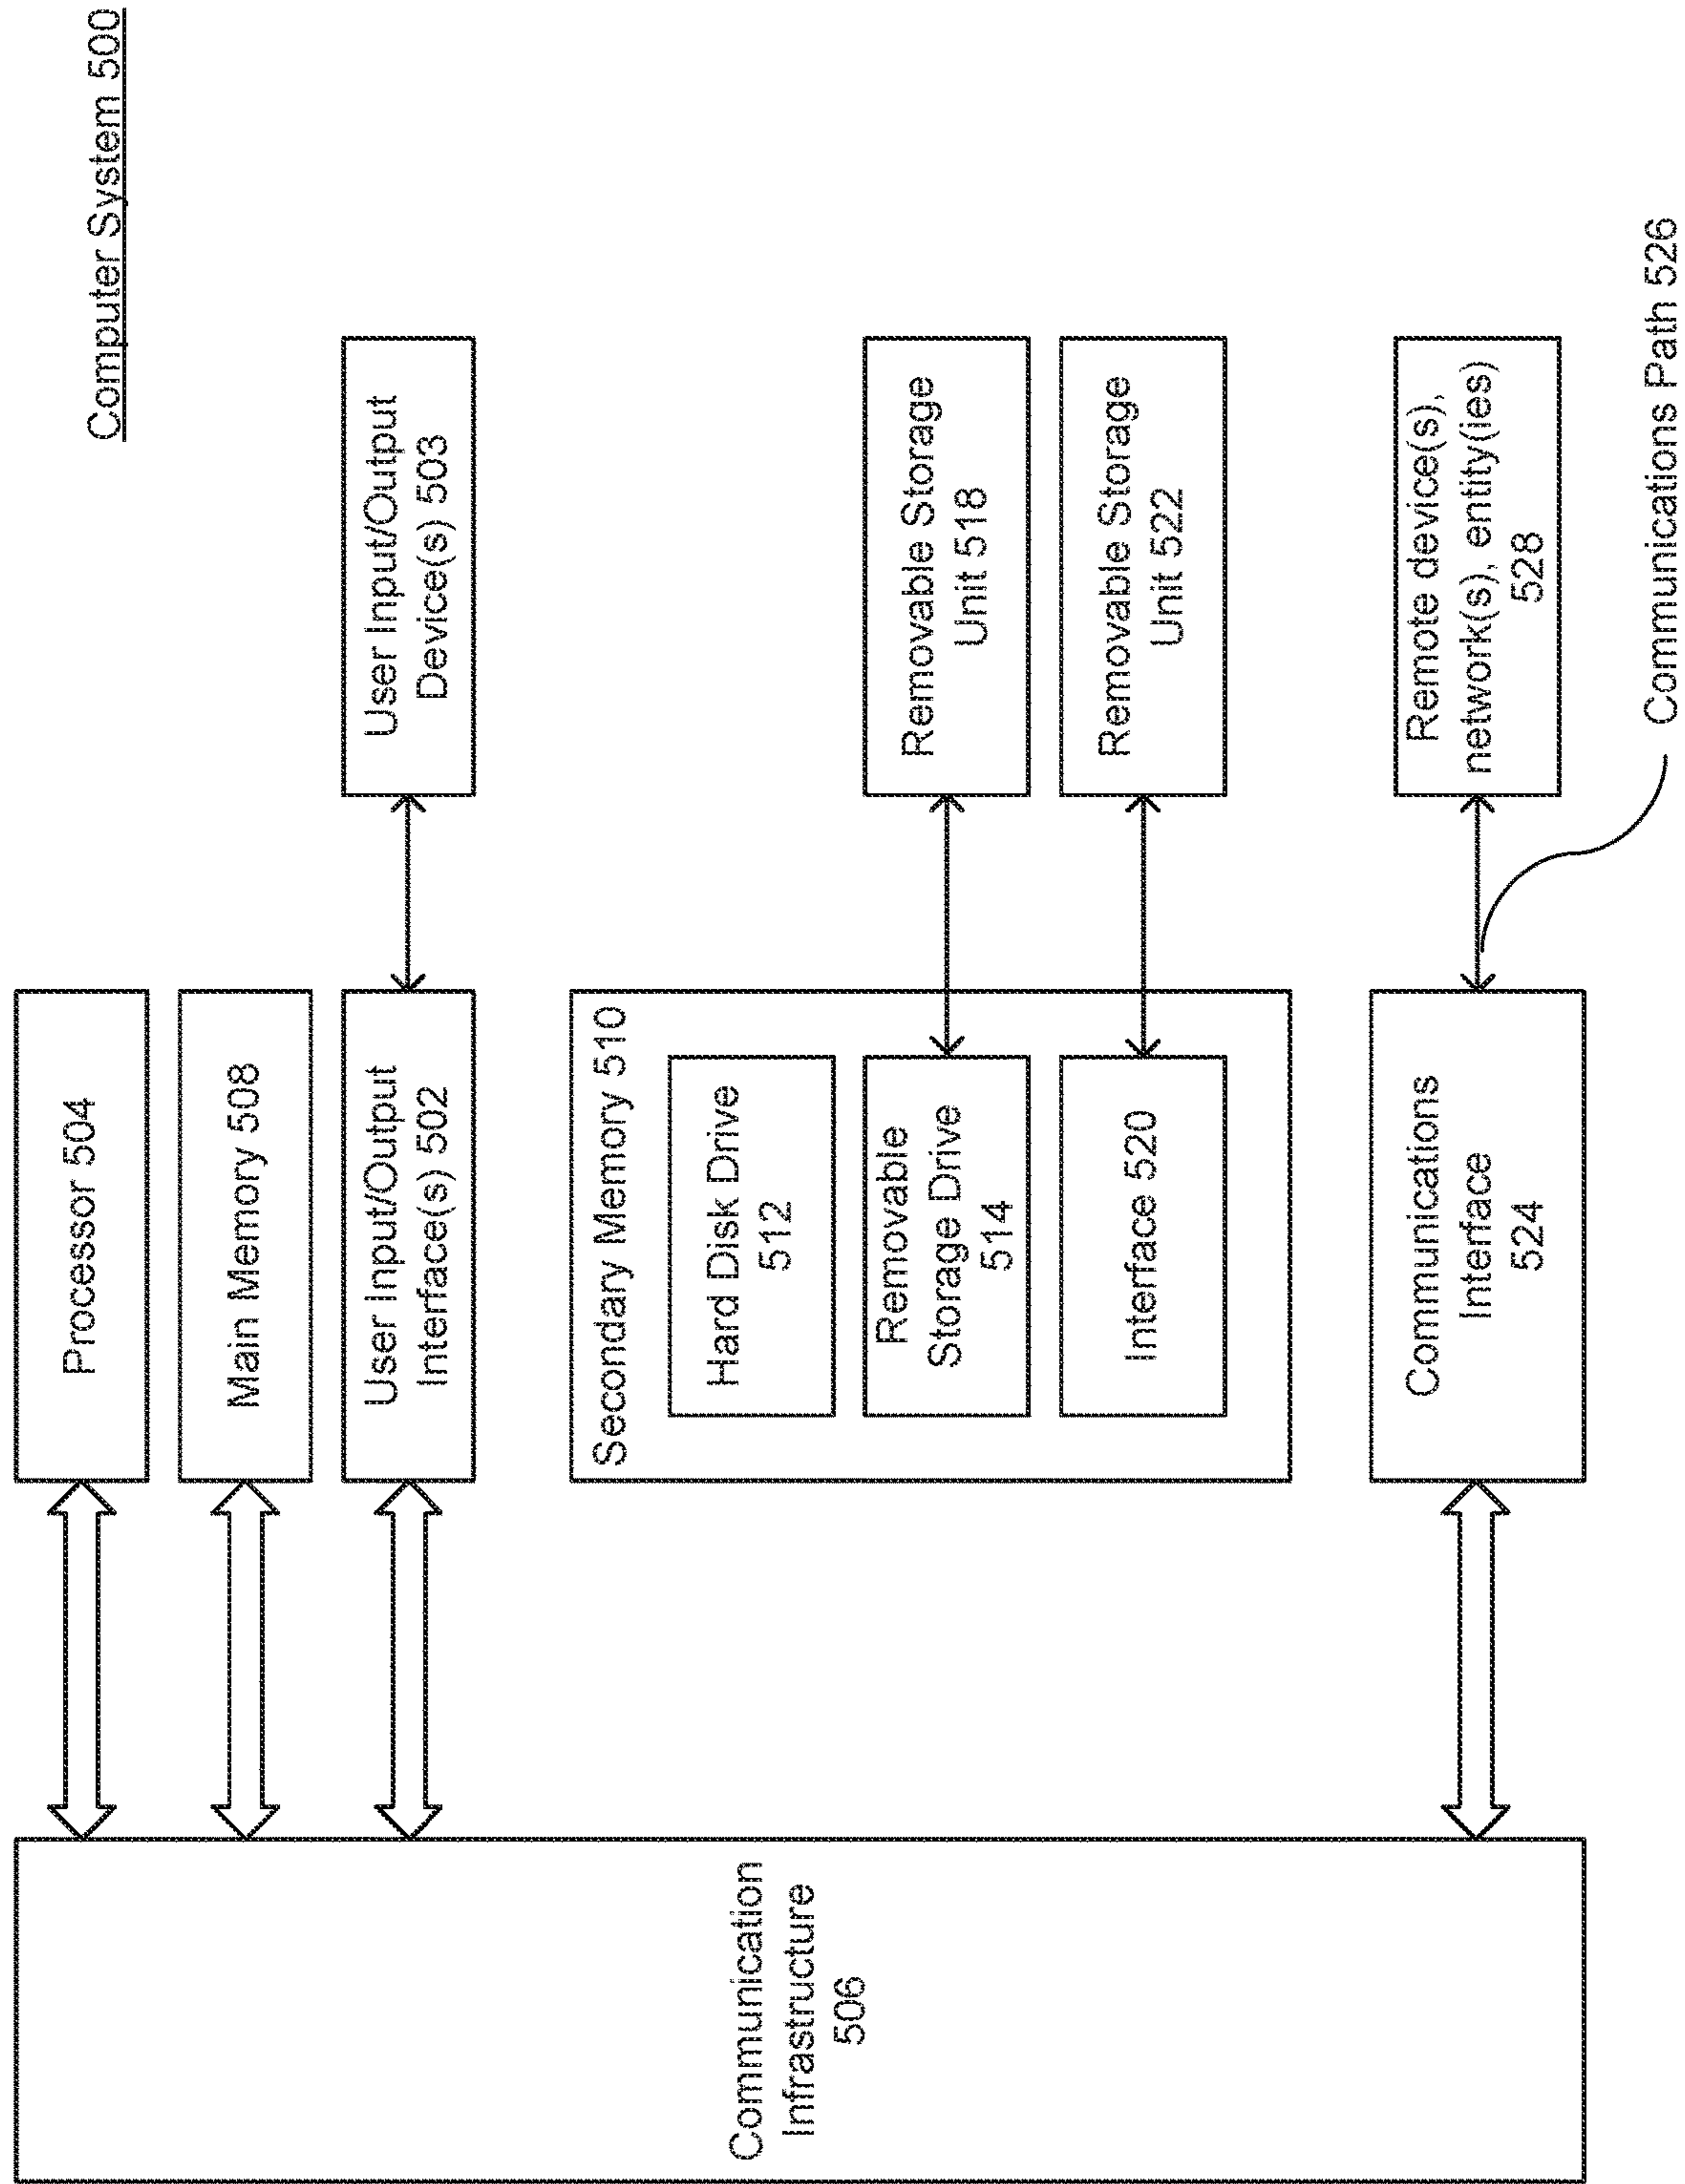 Computer System 500
Processor 504
Main Memory 508
User Input/Output
Interface(s) 502
User Input/Output
Device(s) 503
Secondary Memory 510
Hard Disk Drive
512
Removable
Storage Drive
514
Interface 520
Removable Storage
Unit 518
Removable Storage
Unit 522
Communication
Infrastructure
506
Communications
Interface
524
Remote device(s),
network(s), entity(ies)
528
Communications Path 526